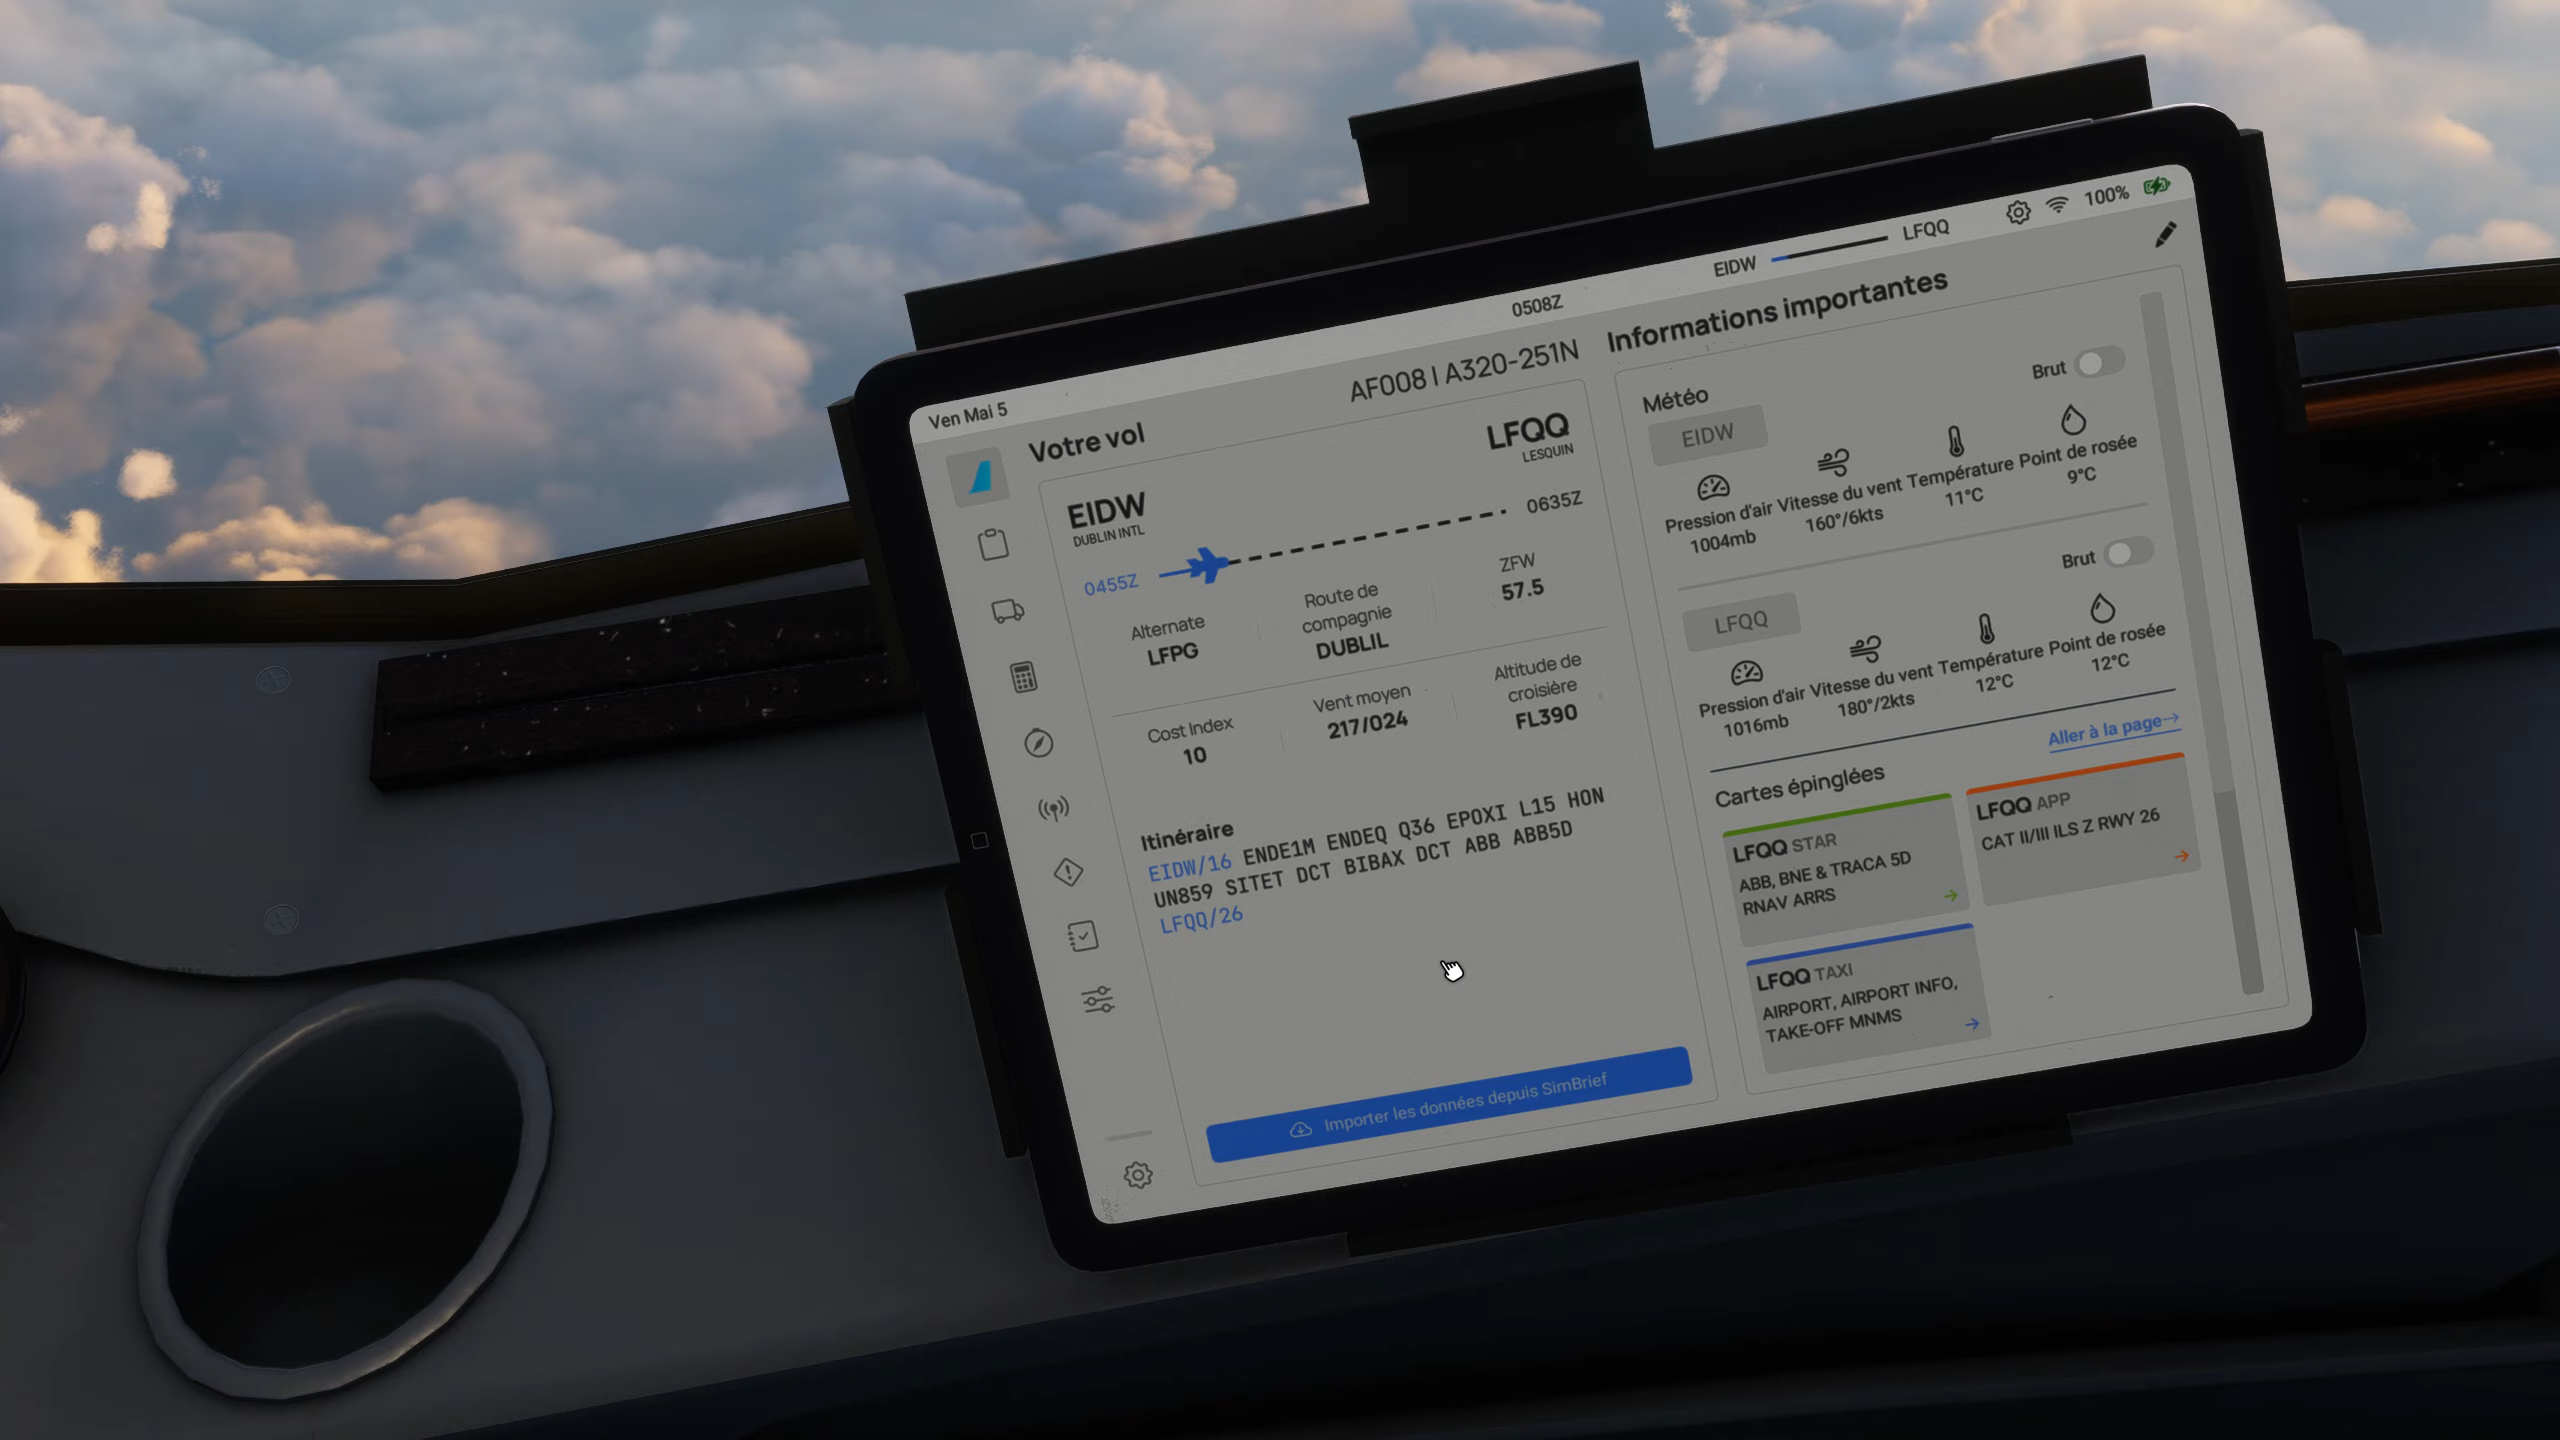 Ven Mai 5
0508Z
EIDW
LFQQ
100%
Votre vol
AF008 | A320-251N
EIDW
DUBLIN INTL
LFQQ
LESQUIN
0455Z
0635Z
Alternate
LFPG
Route de
compagnie
DUBLIL
ZFW
57.5
Cost Index
10
Vent moyen
217/024
Altitude de
croisière
FL390
Itinéraire
EIDW/16 ENDE1M ENDEQ Q36 EPOXI L15 HON
UN859 SITET DCT BIBAX DCT ABB ABB5D
LFQQ/26
Importer les données depuis SimBrief
Informations importantes
Météo
Brut
EIDW
Pression d'air
1004mb
Vitesse du vent
160°/6kts
Température
11°C
Point de rosée
9°C
Brut
LFQQ
Pression d'air
1016mb
Vitesse du vent
180°/2kts
Température
12°C
Point de rosée
12°C
Aller à la page
Cartes épinglées
LFQQ STAR
ABB, BNE & TRACA 5D
RNAV ARRS
LFQQ APP
CAT II/III ILS Z RWY 26
LFQQ TAXI
AIRPORT, AIRPORT INFO,
TAKE-OFF MNMS